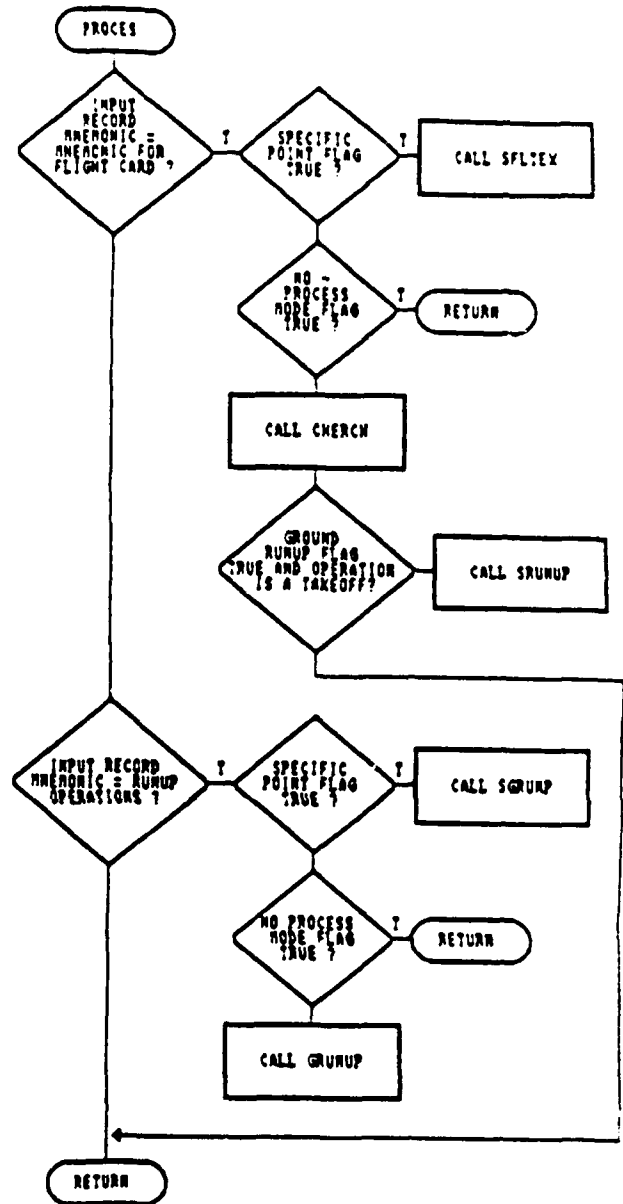 PROCES
INPUT
RECORD
MNEMONIC =
MNEMONIC FOR
FLIGHT CARD ?
T
SPECIFIC
POINT FLAG
TRUE ?
T
CALL SFLTEX
NO -
PROCESS
MODE FLAG
TRUE ?
T
RETURN
CALL
GROUND
RUNUP FLAG
TRUE AND OPERATION
IS A TAKEOFF?
CALL SRUNUP
INPUT RECORD
MNEMONIC = RUNUP
OPERATIONS ?
T
SPECIFIC
POINT FLAG
TRUE ?
T
CALL SGRUNP
NO PROCESS
MODE FLAG
TRUE ?
T
RETURN
CALL GRUNUP
RETURN